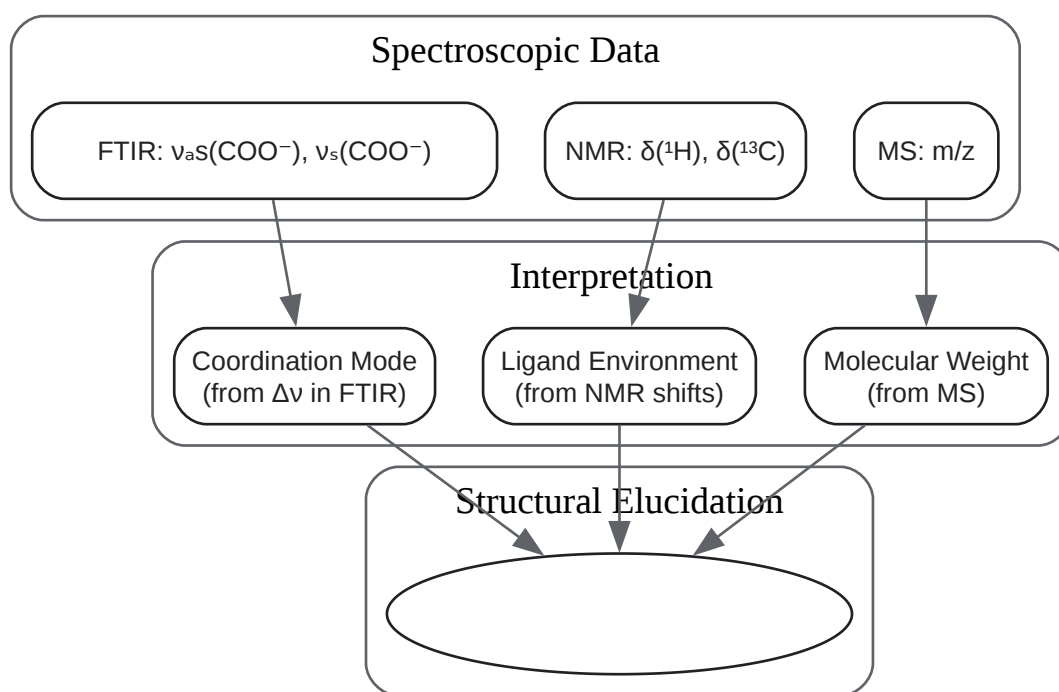 Spectroscopic Data
FTIR: νₐs(COO⁻), νₛ(COO⁻)
NMR: δ(¹H), δ(¹³C)
MS: m/z
Interpretation
Coordination Mode
(from Δν in FTIR)
Ligand Environment
(from NMR shifts)
Molecular Weight
(from MS)
Structural Elucidation